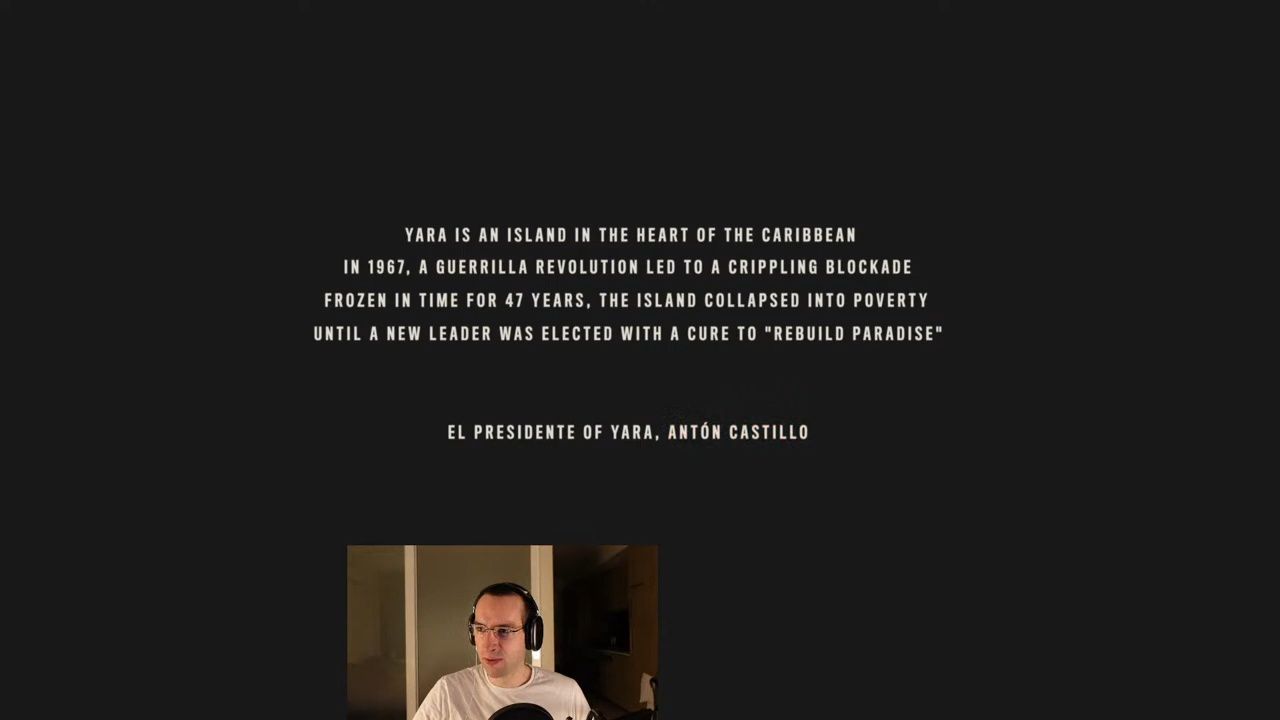 YARA IS AN ISLAND IN THE HEART OF THE CARIBBEAN
IN 1967, A GUERRILLA REVOLUTION LED TO A CRIPPLING BLOCKADE
FROZEN IN TIME FOR 47 YEARS, THE ISLAND COLLAPSED INTO POVERTY
UNTIL A NEW LEADER WAS ELECTED WITH A CURE TO "REBUILD PARADISE"
EL PRESIDENTE OF YARA, ANTÓN CASTILLO